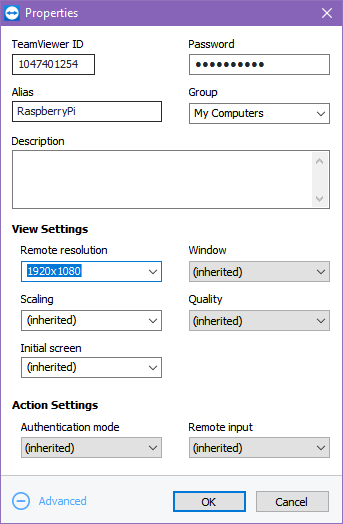 Properties
TeamViewer ID
Password
1047401254
●●●●●●●●●●
Alias
Group
RaspberryPi
My Computers
Description
View Settings
Remote resolution
Window
1920x1080
(inherited)
Scaling
Quality
(inherited)
(inherited)
Initial screen
(inherited)
Action Settings
Authentication mode
Remote input
(inherited)
(inherited)
Advanced
OK
Cancel